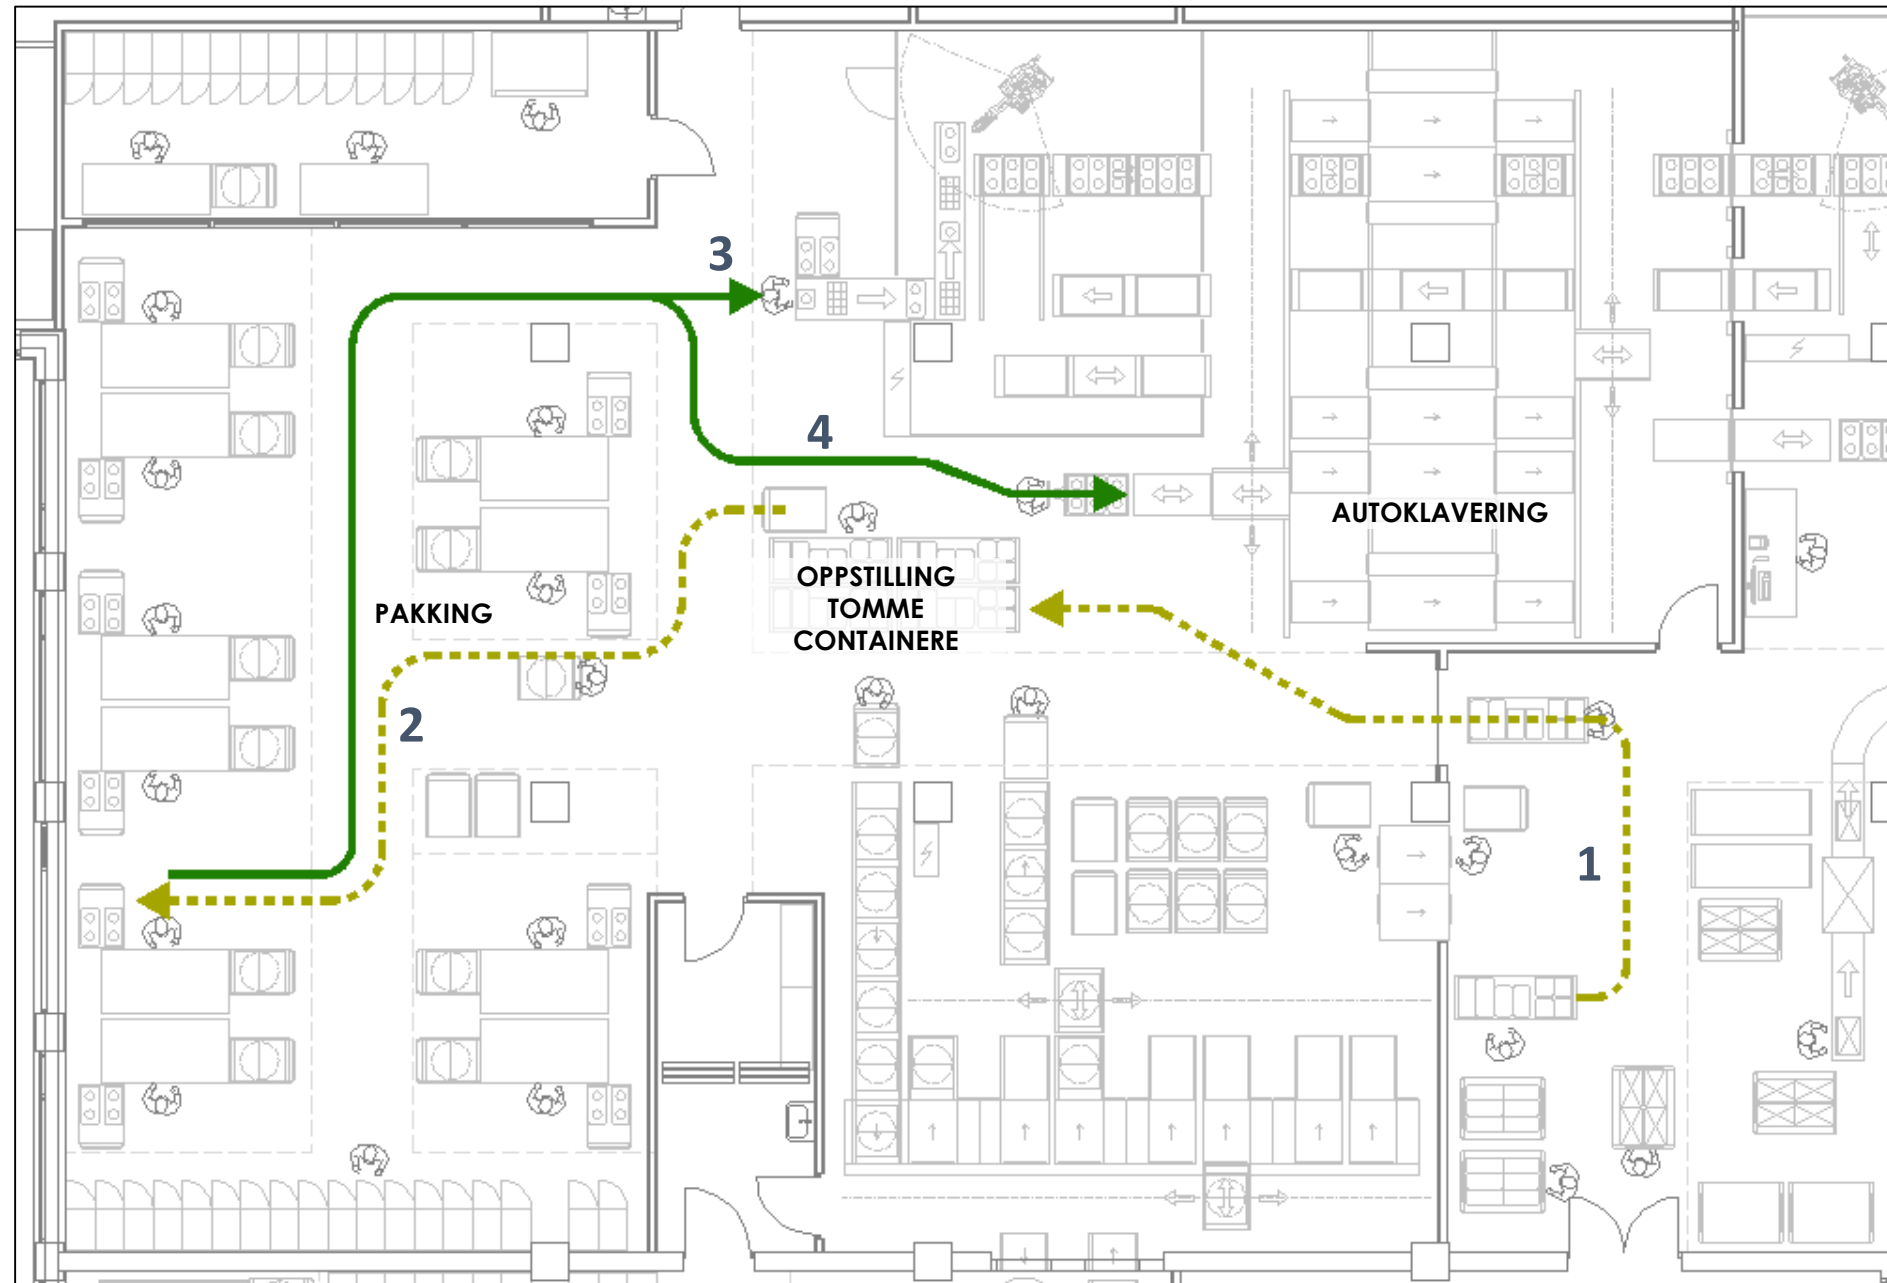 3
4
AUTOKLAVERING
OPPSTILLING
TOMME
CONTAINERE
PAKKING
2
1